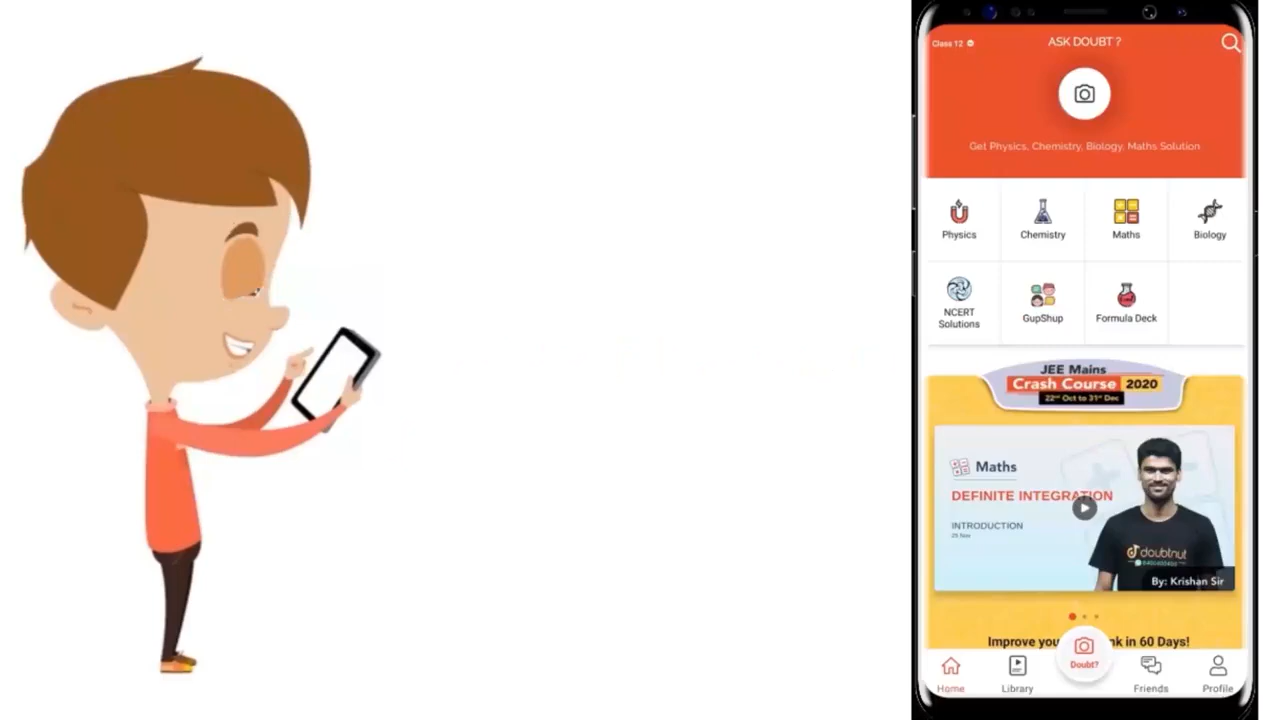 Class 12
ASK DOUBT ?
Get Physics, Chemistry, Biology, Maths Solution
Physics
Chemistry
Maths
Biology
NCERT
Solutions
GupShup
Formula Deck
JEE Mains
Crash Course 2020
22nd Oct to 31st Dec
Maths
DEFINITE INTEGRATION
INTRODUCTION
doubtnut
By: Krishan Sir
Improve you nk in 60 Days!
Doubt?
Home
Library
Friends
Profile